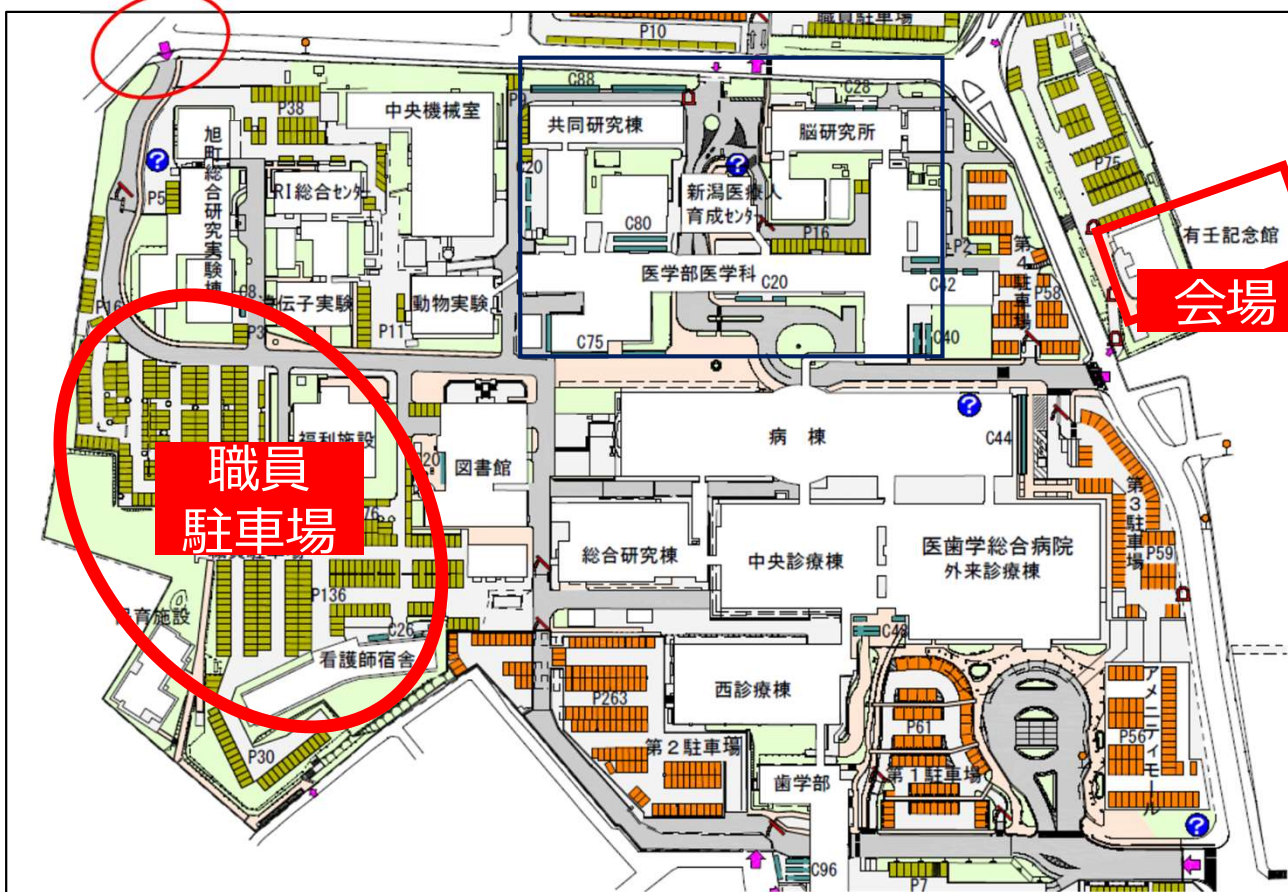 P10
職員駐車場
C88
P9
C28
P38
中央機械室
共同研究棟
脳研究所
旭町総合研究実験棟
P5
RI総合センター
C20
新潟医療人
育成センター
C80
P16
P75
有壬記念館
会場
P2
第4駐車場
P58
医学部医学科
C20
C42
C8
P3
遺伝子実験
P11
動物実験
C75
C40
P16
福利施設
職員
駐車場
C20
図書館
病棟
C44
第3駐車場
P59
総合研究棟
中央診療棟
医歯学総合病院
外来診療棟
P136
C26
看護師宿舎
P30
C49
西診療棟
P263
第2駐車場
P61
第1駐車場
歯学部
アメニティモール
P56
C96
P7